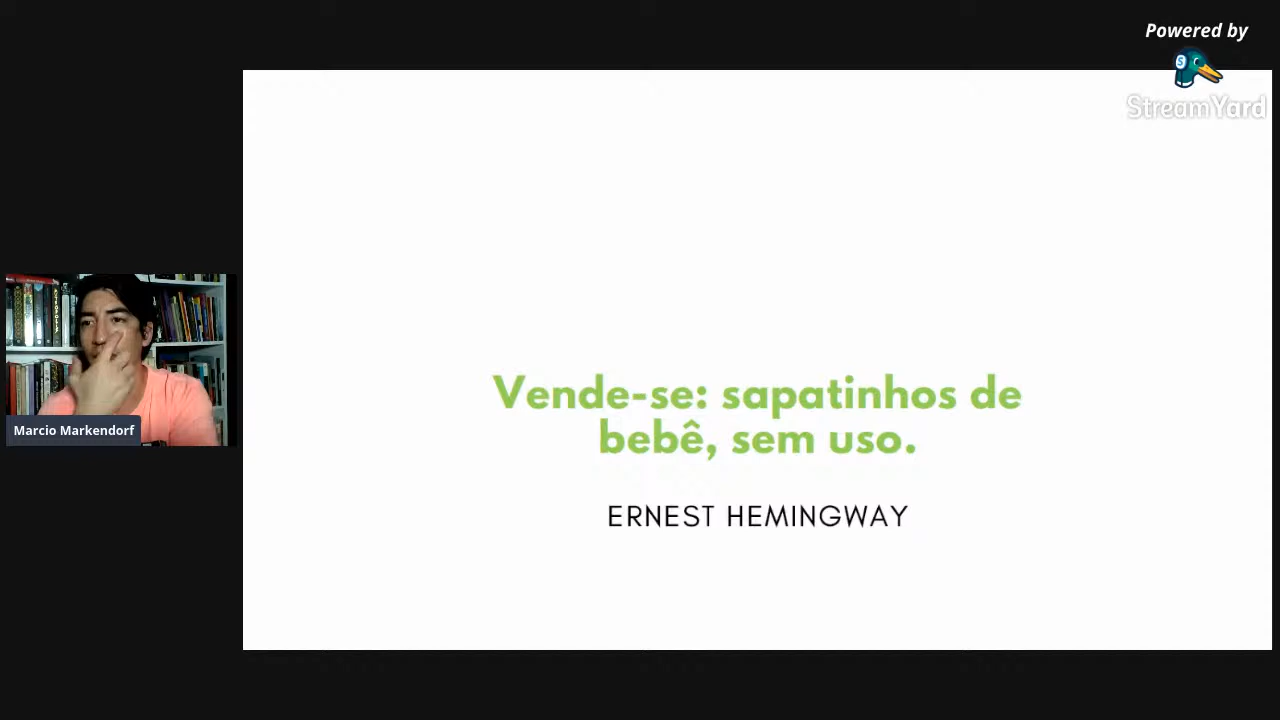 Powered by
StreamYard
Vende-se: sapatinhos de
bebê, sem uso.
ERNEST HEMINGWAY
Marcio Markendorf